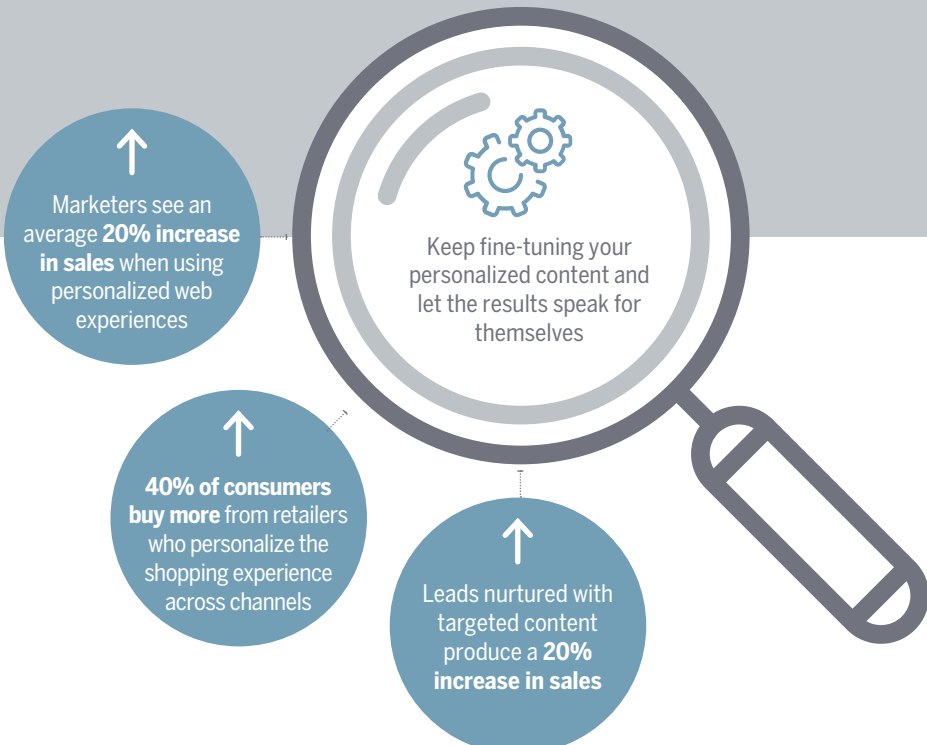 Marketers see an
average 20% increase
in sales when using
personalized web
experiences
Keep fine-tuning your
personalized content and
let the results speak for
themselves
40% of consumers
buy more from retailers
who personalize the
shopping experience
across channels
Leads nurtured with
targeted content
produce a 20%
increase in sales